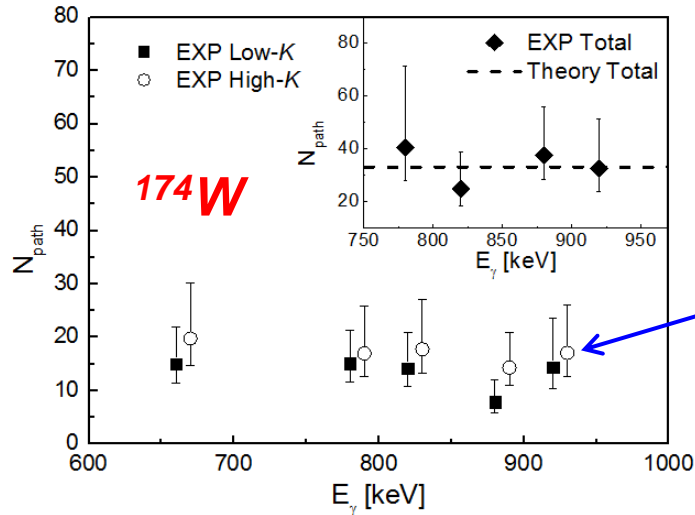 80
70
60
50
40
30
20
10
0
N_path
EXP Low-K
EXP High-K
174W
600
700
800
900
1000
E_γ [keV]
80
60
40
20
N_path
EXP Total
Theory Total
750
800
850
900
950
E_γ [keV]